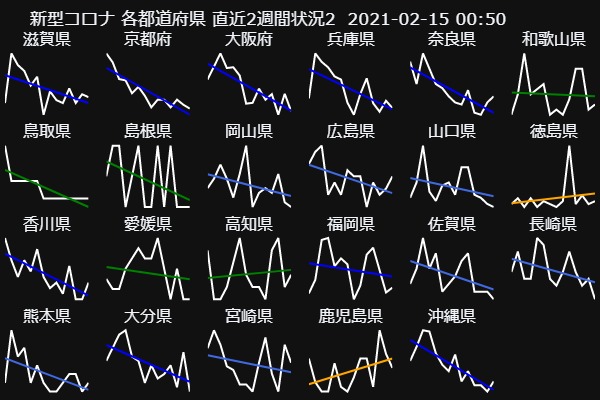 新型コロナ 各都道府県 直近2週間状況2 2021-02-15 00:50
滋賀県 京都府 大阪府 兵庫県 奈良県 和歌山県
鳥取県 島根県 岡山県 広島県 山口県 徳島県
香川県 愛媛県 高知県 福岡県 佐賀県 長崎県
熊本県 大分県 宮崎県 鹿児島県 沖縄県